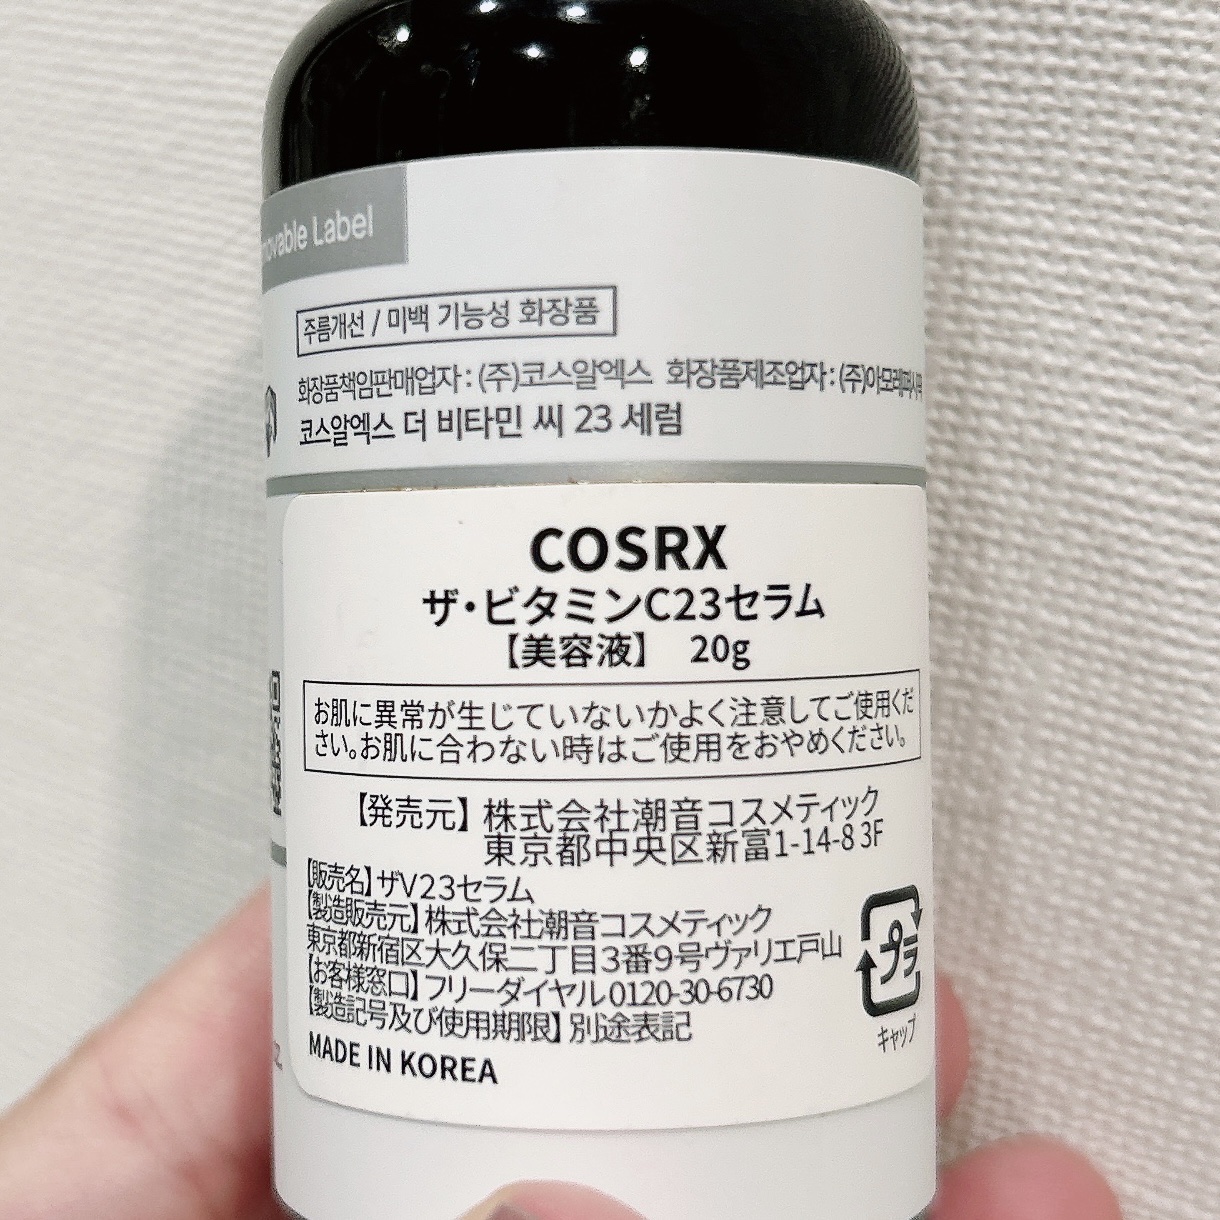 Label
주름개선 / 미백 기능성 화장품
화장품책임판매업자 : (주)코스알엑스 화장품제조업자 : (주)아모레퍼시픽
코스알엑스 더 비타민 씨 23 세럼
COSRX
ザ・ビタミンC23セラム
【美容液】 20g
お肌に異常が生じていないかよく注意してご使用くだ
さい。お肌に合わない時はご使用をおやめください。
【発売元】 株式会社潮音コスメティック
東京都中央区新富1-14-8 3F
【販売名】ザV23セラム
【製造販売元】株式会社潮音コスメティック
東京都新宿区大久保二丁目3番9号ヴァリエ戸山
【お客様窓口】フリーダイヤル0120-30-6730
【製造記号及び使用期限】別途表記
MADE IN KOREA
プラ
キャップ